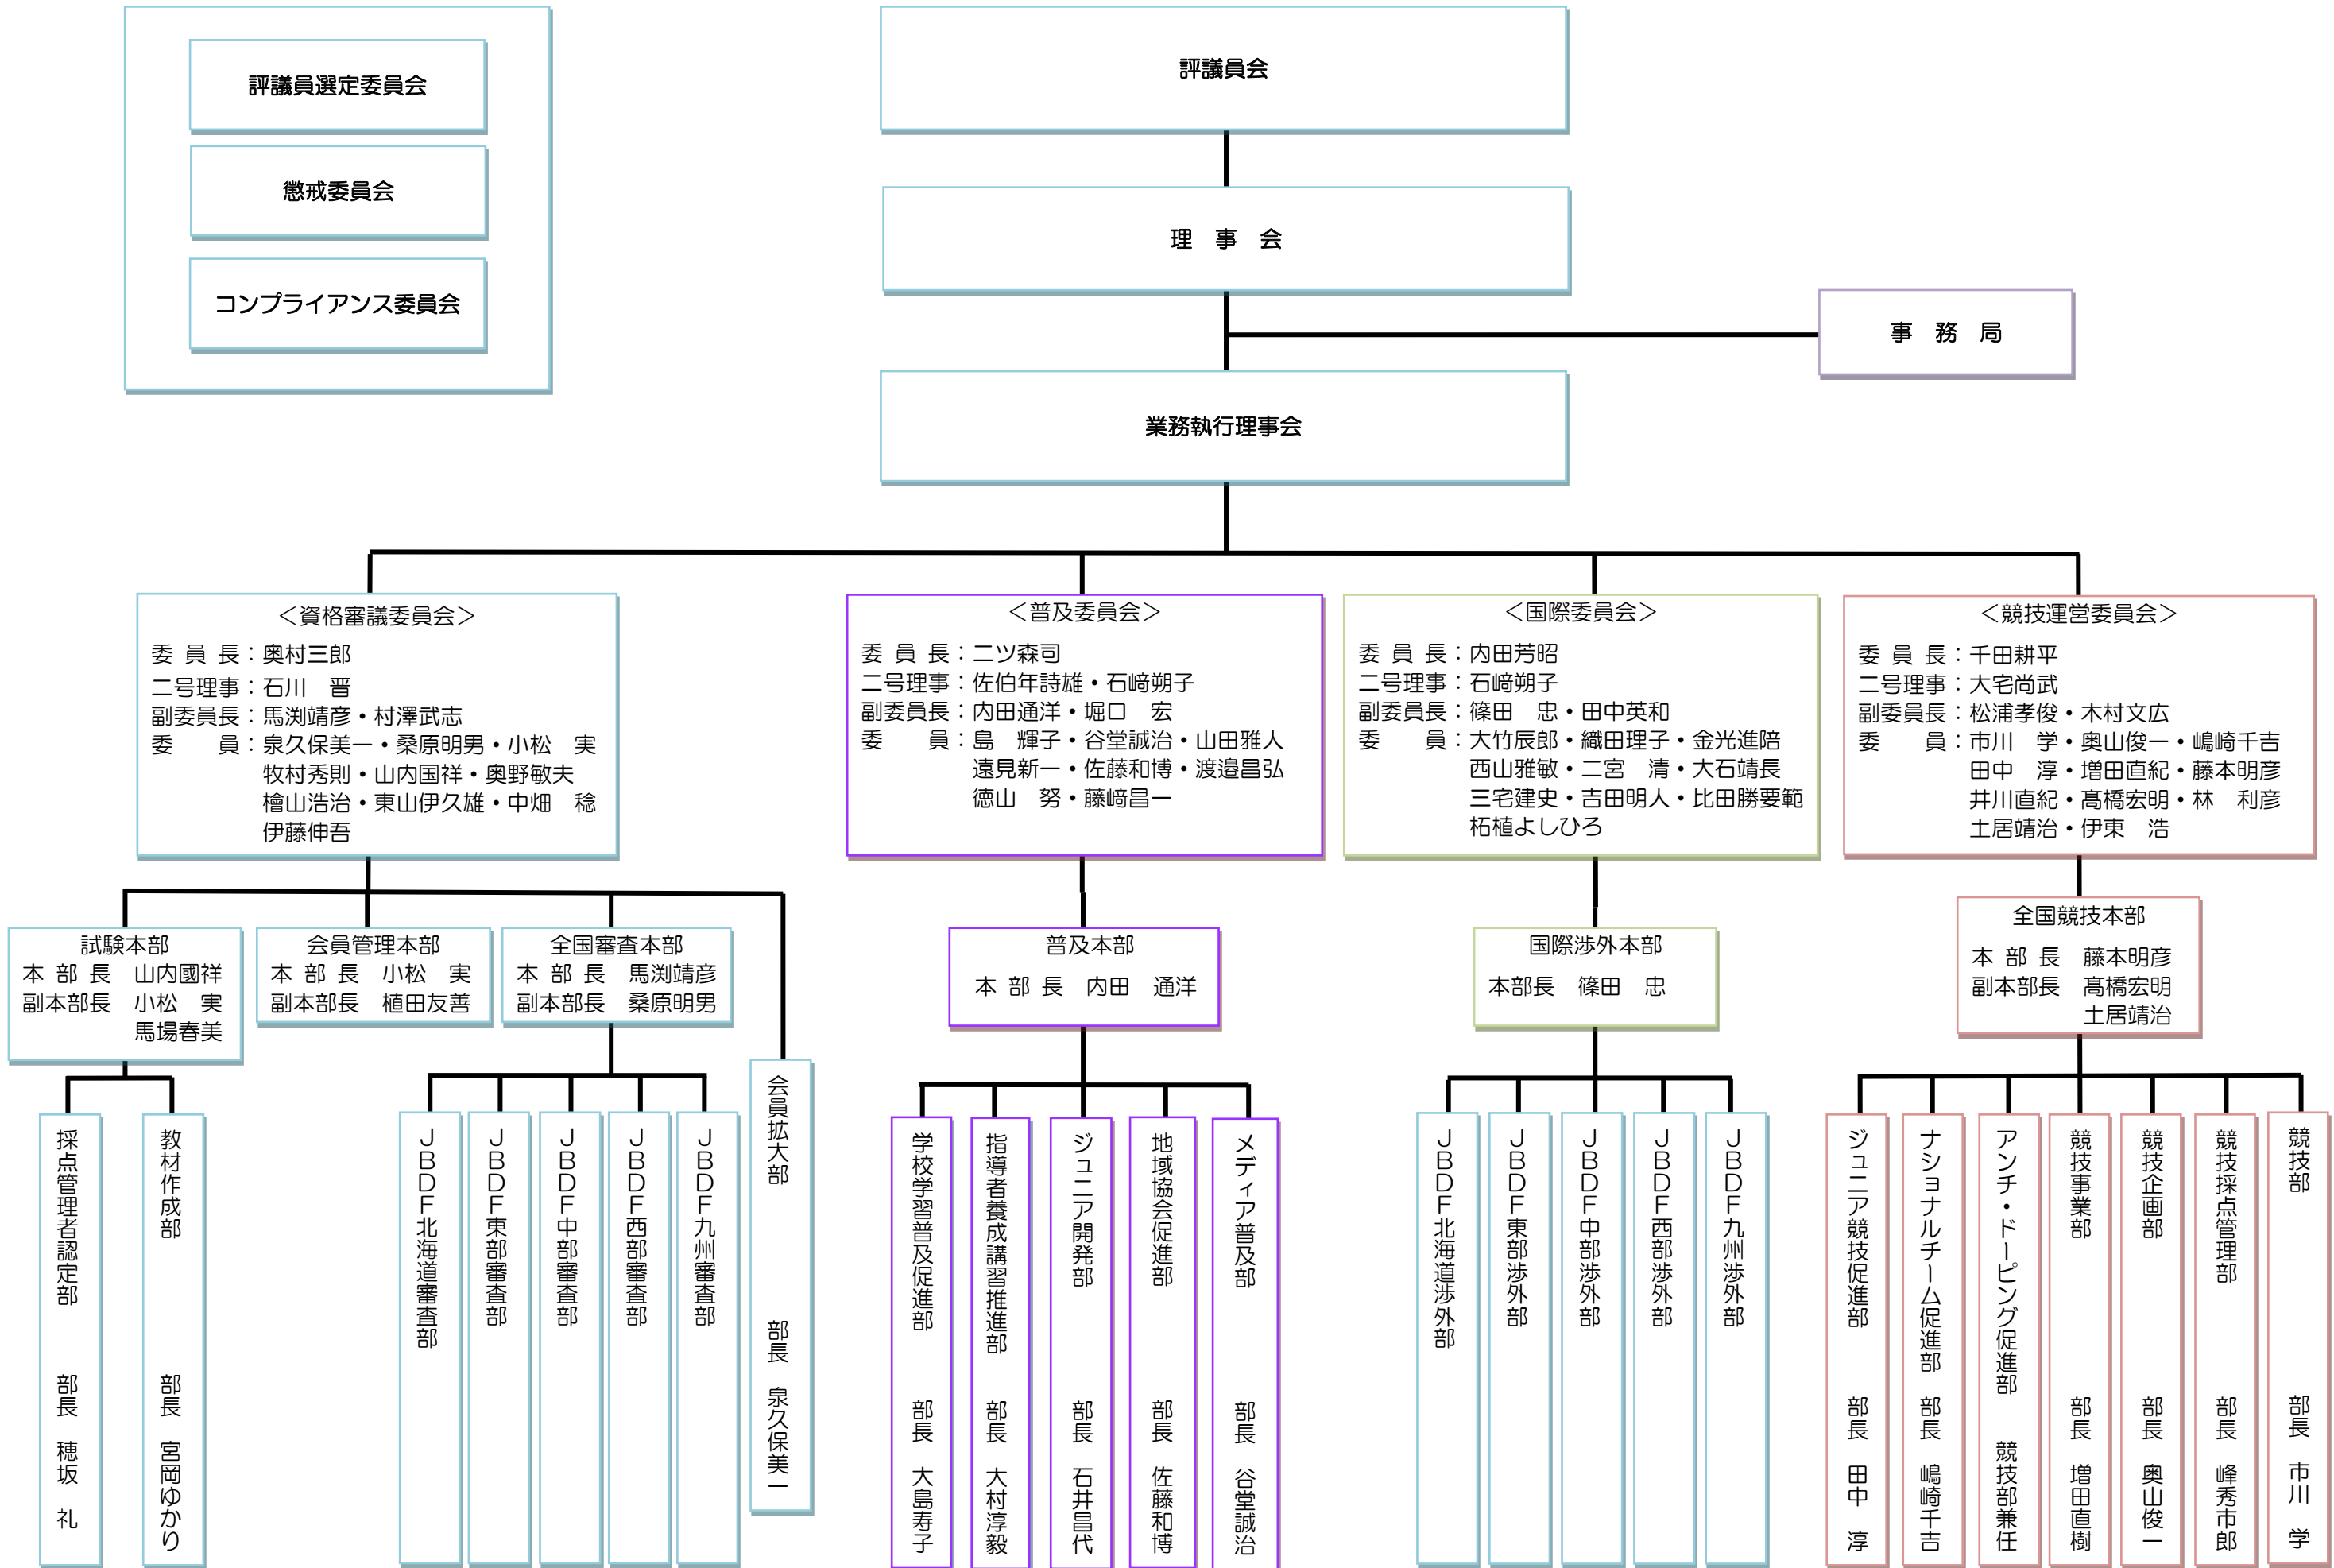 評議員選定委員会
懲戒委員会
コンプライアンス委員会
評議員会
理　事　会
事　務　局
業務執行理事会
＜資格審議委員会＞
委 員 長：奥村三郎
二号理事：石川　晋
副委員長：馬渕靖彦・村澤武志
委　　員：泉久保美一・桑原明男・小松　実
牧村秀則・山内国祥・奥野敏夫
檜山浩治・東山伊久雄・中畑　稔
伊藤伸吾
＜普及委員会＞
委 員 長：二ツ森司
二号理事：佐伯年詩雄・石﨑朔子
副委員長：内田通洋・堀口　宏
委　　員：島　輝子・谷堂誠治・山田雅人
遠見新一・佐藤和博・渡邉昌弘
徳山　努・藤﨑昌一
＜国際委員会＞
委 員 長：内田芳昭
二号理事：石﨑朔子
副委員長：篠田　忠・田中英和
委　　員：大竹辰郎・織田理子・金光進陪
西山雅敏・二宮　清・大石靖長
三宅建史・吉田明人・比田勝要範
柘植よしひろ
＜競技運営委員会＞
委 員 長：千田耕平
二号理事：大宅尚武
副委員長：松浦孝俊・木村文広
委　　員：市川　学・奥山俊一・嶋崎千吉
田中　淳・増田直紀・藤本明彦
井川直紀・髙橋宏明・林　利彦
土居靖治・伊東　浩
試験本部
本 部 長　山内國祥
副本部長　小松　実
馬場春美
会員管理本部
本 部 長　小松　実
副本部長　植田友善
全国審査本部
本 部 長　馬渕靖彦
副本部長　桑原明男
普及本部
本 部 長　内田　通洋
国際渉外本部
本部長　篠田　忠
全国競技本部
本 部 長　藤本明彦
副本部長　髙橋宏明
土居靖治
採点管理者認定部　部長　穂坂　礼
教材作成部　部長　宮岡ゆかり
ＪＢＤＦ北海道審査部
ＪＢＤＦ東部審査部
ＪＢＤＦ中部審査部
ＪＢＤＦ西部審査部
ＪＢＤＦ九州審査部
会員拡大部　部長　泉久保美一
学校学習普及促進部　部長　大島寿子
指導者養成講習推進部　部長　大村淳毅
ジュニア開発部　部長　石井昌代
地域協会促進部　部長　佐藤和博
メディア普及部　部長　谷堂誠治
ＪＢＤＦ北海道渉外部
ＪＢＤＦ東部渉外部
ＪＢＤＦ中部渉外部
ＪＢＤＦ西部渉外部
ＪＢＤＦ九州渉外部
ジュニア競技促進部　部長　田中　淳
ナショナルチーム促進部　部長　嶋崎千吉
アンチ・ドーピング促進部　競技部兼任
競技事業部　部長　増田直樹
競技企画部　部長　奥山俊一
競技採点管理部　部長　峰秀市郎
競技部　部長　市川　学